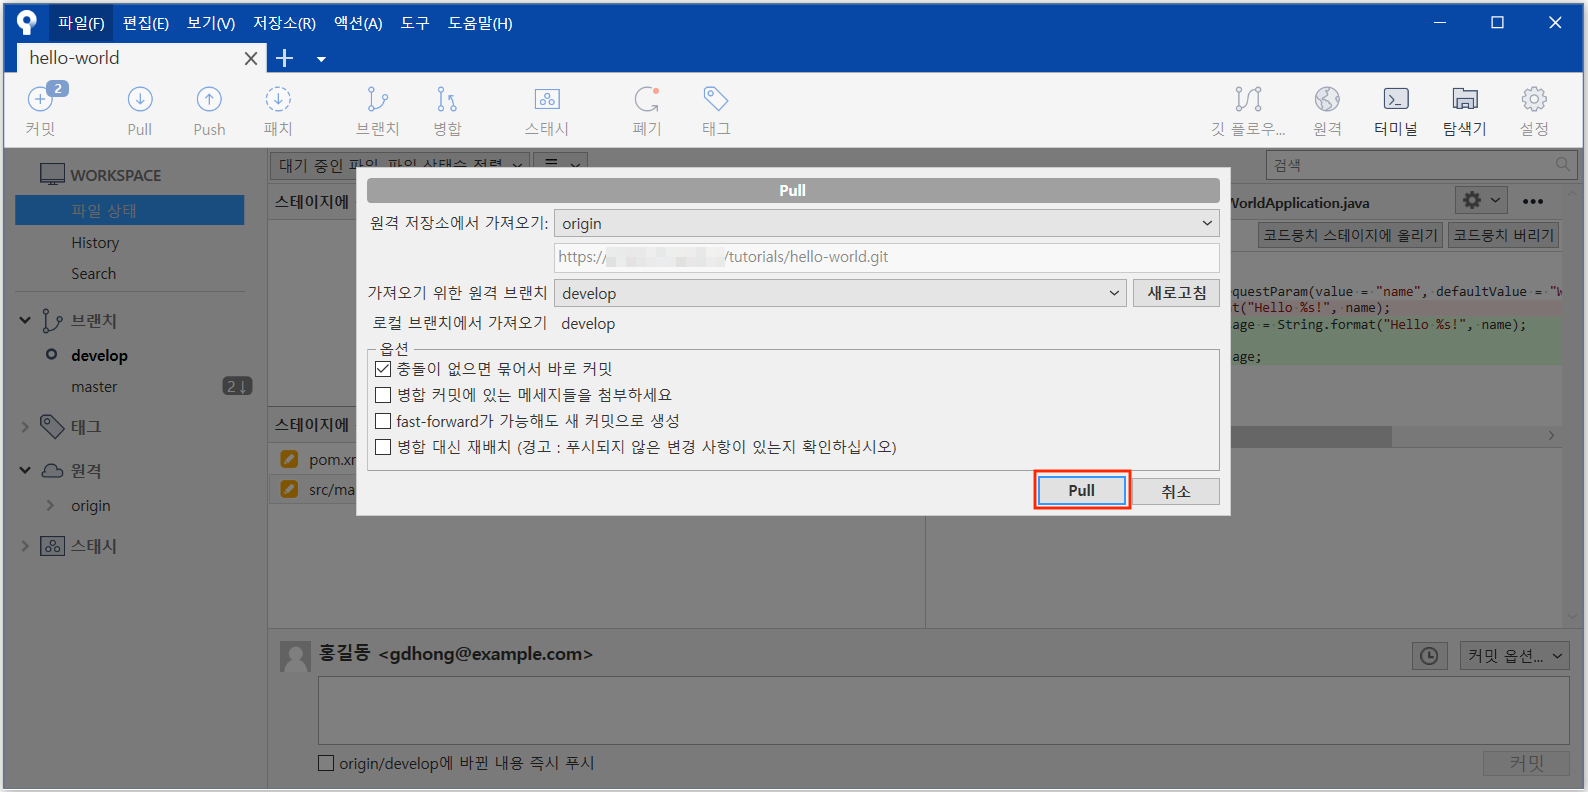 파일(F) 편집(E) 보기(V) 저장소(R) 액션(A) 도구 도움말(H)
hello-world
2
커밋 Pull Push 패치 브랜치 병합 스태시 폐기 태그 깃 플로우... 원격 터미널 탐색기 설정
WORKSPACE
파일 상태
History
Search
브랜치
develop
master 2↓
태그
원격
origin
스태시
대기 중인 파일, 파일 상태순 정렬
검색
스테이지에
WorldApplication.java
코드뭉치 스테이지에 올리기 코드뭉치 버리기
questParam(value = "name", defaultValue = "W
t("Hello %s!", name);
age = String.format("Hello %s!", name);
age;
스테이지에
pom.xm
src/ma
Pull
원격 저장소에서 가져오기: origin
https:// /tutorials/hello-world.git
가져오기 위한 원격 브랜치 develop 새로고침
로컬 브랜치에서 가져오기 develop
옵션
충돌이 없으면 묶어서 바로 커밋
병합 커밋에 있는 메세지들을 첨부하세요
fast-forward가 가능해도 새 커밋으로 생성
병합 대신 재배치 (경고 : 푸시되지 않은 변경 사항이 있는지 확인하십시오)
Pull 취소
홍길동 <gdhong@example.com>
커밋 옵션...
origin/develop에 바뀐 내용 즉시 푸시
커밋